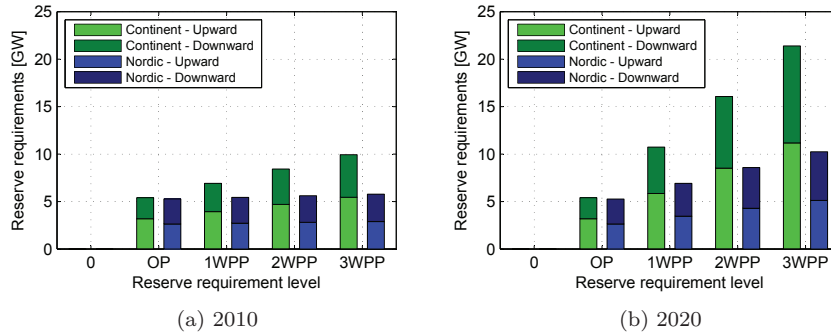 25
20
15
10
5
0
Reserve requirements [GW]
Continent - Upward
Continent - Downward
Nordic - Upward
Nordic - Downward
0 OP 1WPP 2WPP 3WPP
Reserve requirement level
(a) 2010
25
20
15
10
5
0
Reserve requirements [GW]
Continent - Upward
Continent - Downward
Nordic - Upward
Nordic - Downward
0 OP 1WPP 2WPP 3WPP
Reserve requirement level
(b) 2020